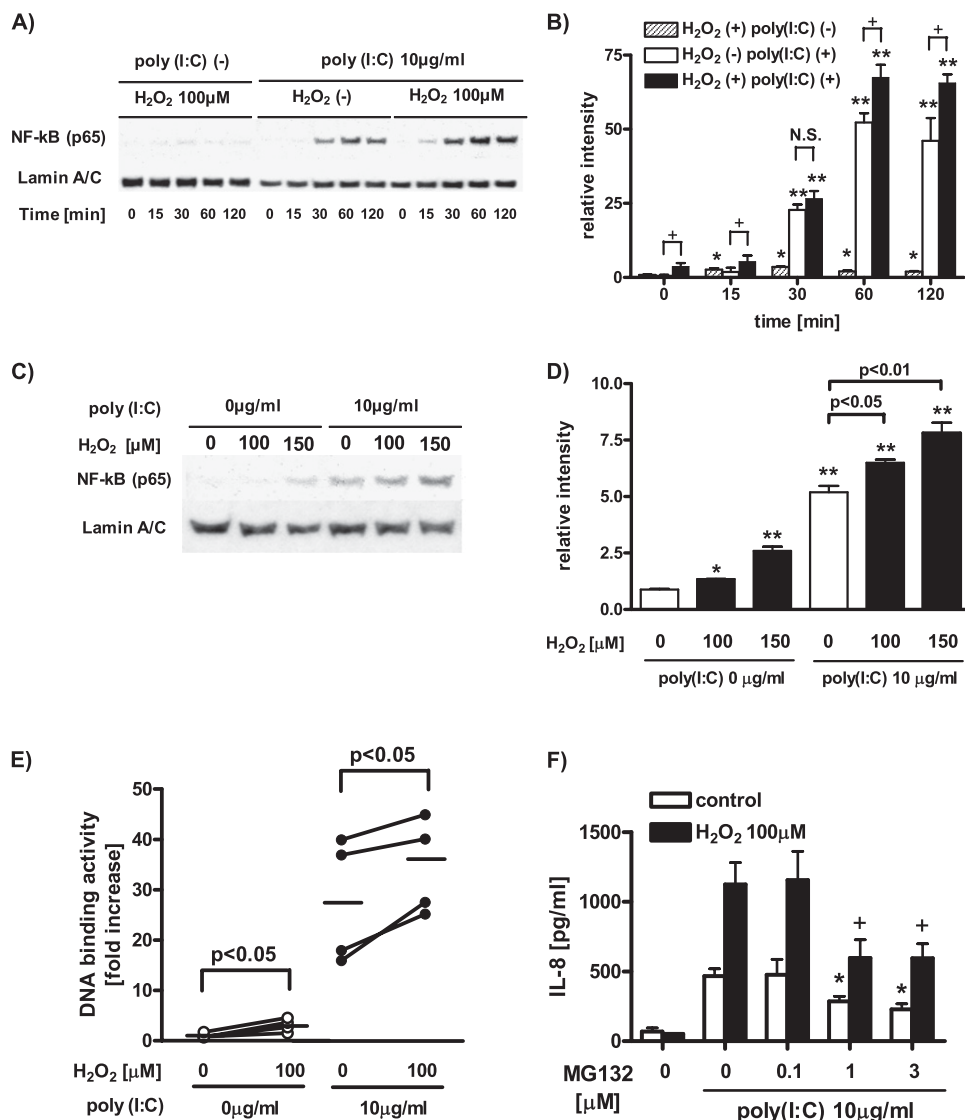 A)
poly (I:C) (-) poly (I:C) 10µg/ml
H2O2 100µM H2O2 (-) H2O2 100µM
NF-kB (p65)
Lamin A/C
Time [min] 0 15 30 60 120 0 15 30 60 120 0 15 30 60 120
B)
H2O2 (+) poly(I:C) (-)
H2O2 (-) poly(I:C) (+)
H2O2 (+) poly(I:C) (+)
relative intensity
75
50
25
0
+ + N.S. + +
* * ** ** * ** ** * ** **
0 15 30 60 120
time [min]
C)
poly (I:C) 0µg/ml 10µg/ml
H2O2 [µM] 0 100 150 0 100 150
NF-kB (p65)
Lamin A/C
D)
relative intensity
10.0
7.5
5.0
2.5
0.0
p<0.01
p<0.05
* ** ** ** **
H2O2 [µM] 0 100 150 0 100 150
poly(I:C) 0 µg/ml poly(I:C) 10 µg/ml
E)
DNA binding activity
[fold increase]
50
40
30
20
10
0
p<0.05
p<0.05
H2O2 [µM] 0 100 0 100
poly (I:C) 0µg/ml 10µg/ml
F)
control
H2O2 100µM
IL-8 [pg/ml]
1500
1000
500
0
* + * +
MG132 0 0 0.1 1 3
[µM] poly(I:C) 10µg/ml